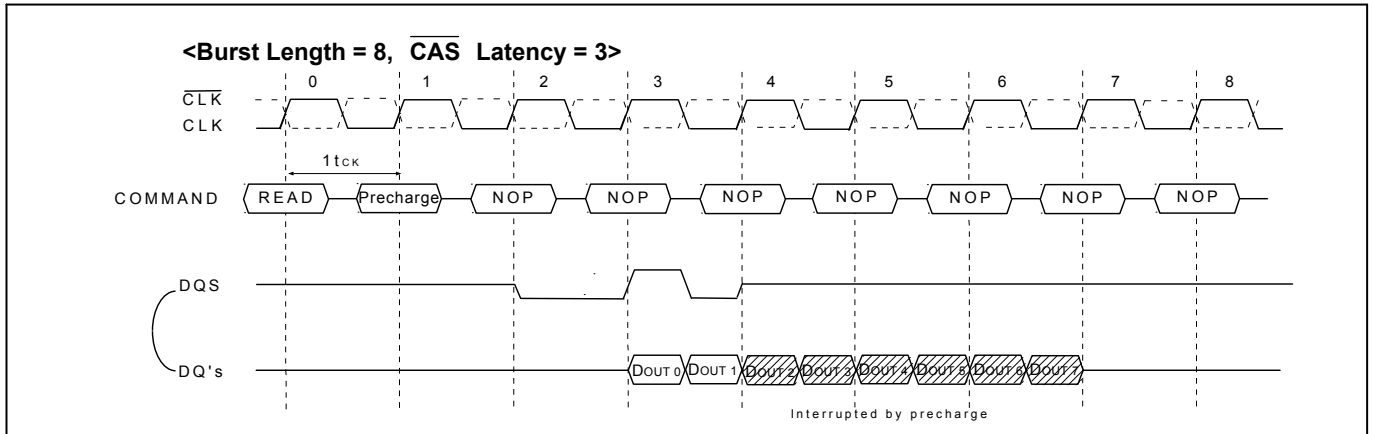 <Burst Length = 8, CAS Latency = 3>
0 1 2 3 4 5 6 7 8
CLK
CLK
1tCK
COMMAND READ Precharge NOP NOP NOP NOP NOP NOP NOP
DQS
DQ's DOUT 0 DOUT 1 DOUT 2 DOUT 3 DOUT 4 DOUT 5 DOUT 6 DOUT 7
Interrupted by precharge